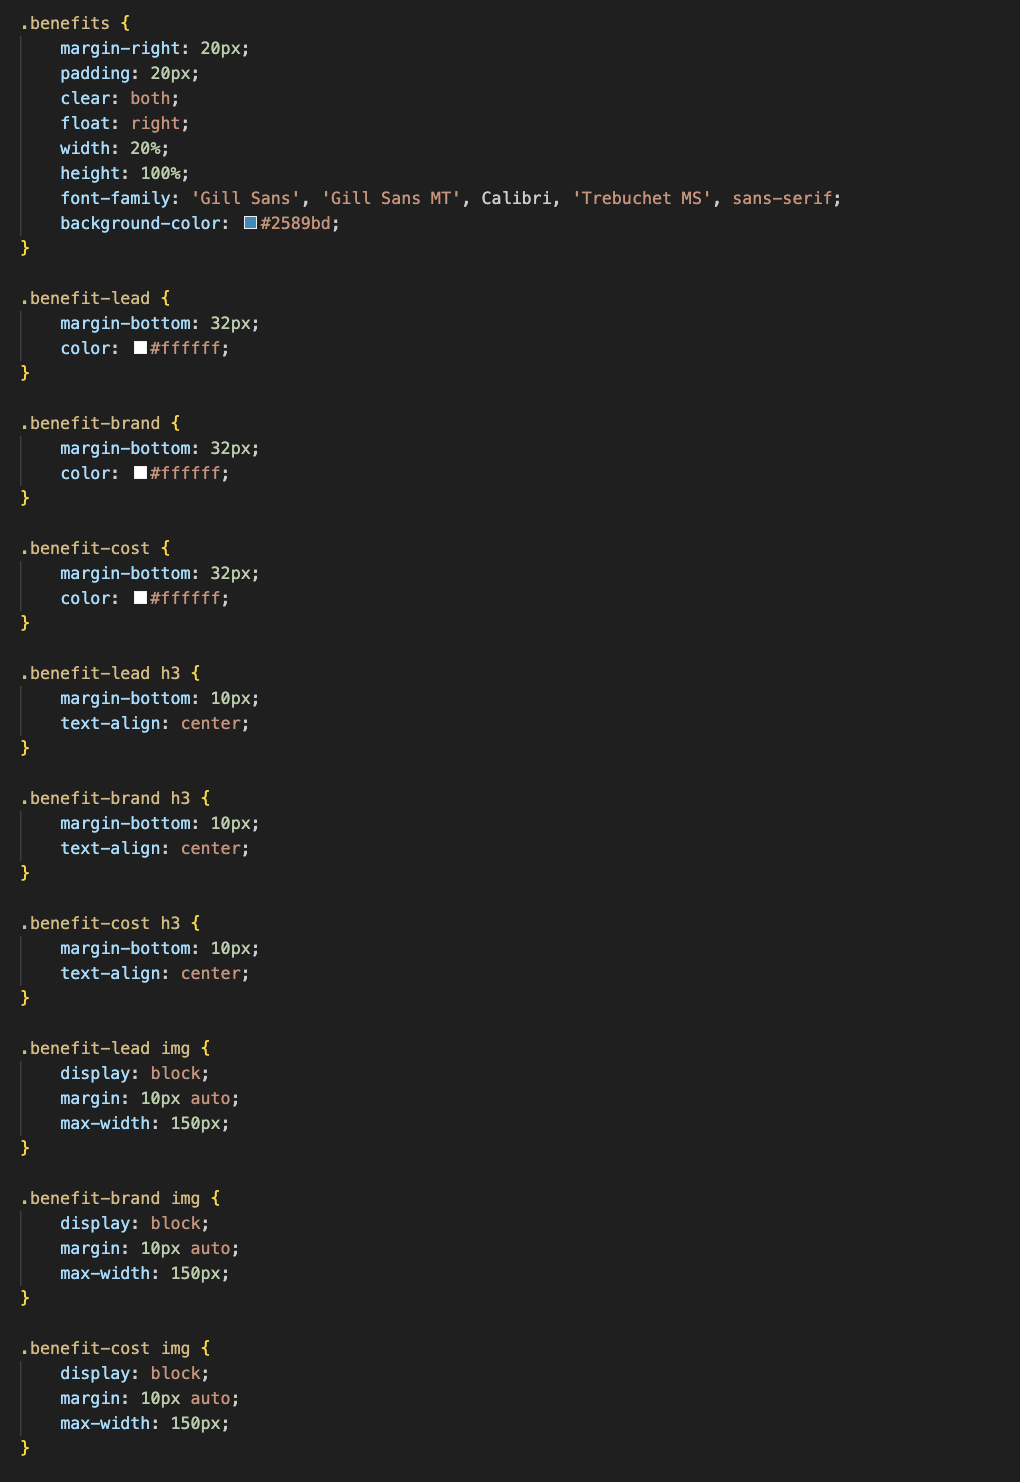 .benefits {
    margin-right: 20px;
    padding: 20px;
    clear: both;
    float: right;
    width: 20%;
    height: 100%;
    font-family: 'Gill Sans', 'Gill Sans MT', Calibri, 'Trebuchet MS', sans-serif;
    background-color: #2589bd;
}

.benefit-lead {
    margin-bottom: 32px;
    color: #ffffff;
}

.benefit-brand {
    margin-bottom: 32px;
    color: #ffffff;
}

.benefit-cost {
    margin-bottom: 32px;
    color: #ffffff;
}

.benefit-lead h3 {
    margin-bottom: 10px;
    text-align: center;
}

.benefit-brand h3 {
    margin-bottom: 10px;
    text-align: center;
}

.benefit-cost h3 {
    margin-bottom: 10px;
    text-align: center;
}

.benefit-lead img {
    display: block;
    margin: 10px auto;
    max-width: 150px;
}

.benefit-brand img {
    display: block;
    margin: 10px auto;
    max-width: 150px;
}

.benefit-cost img {
    display: block;
    margin: 10px auto;
    max-width: 150px;
}